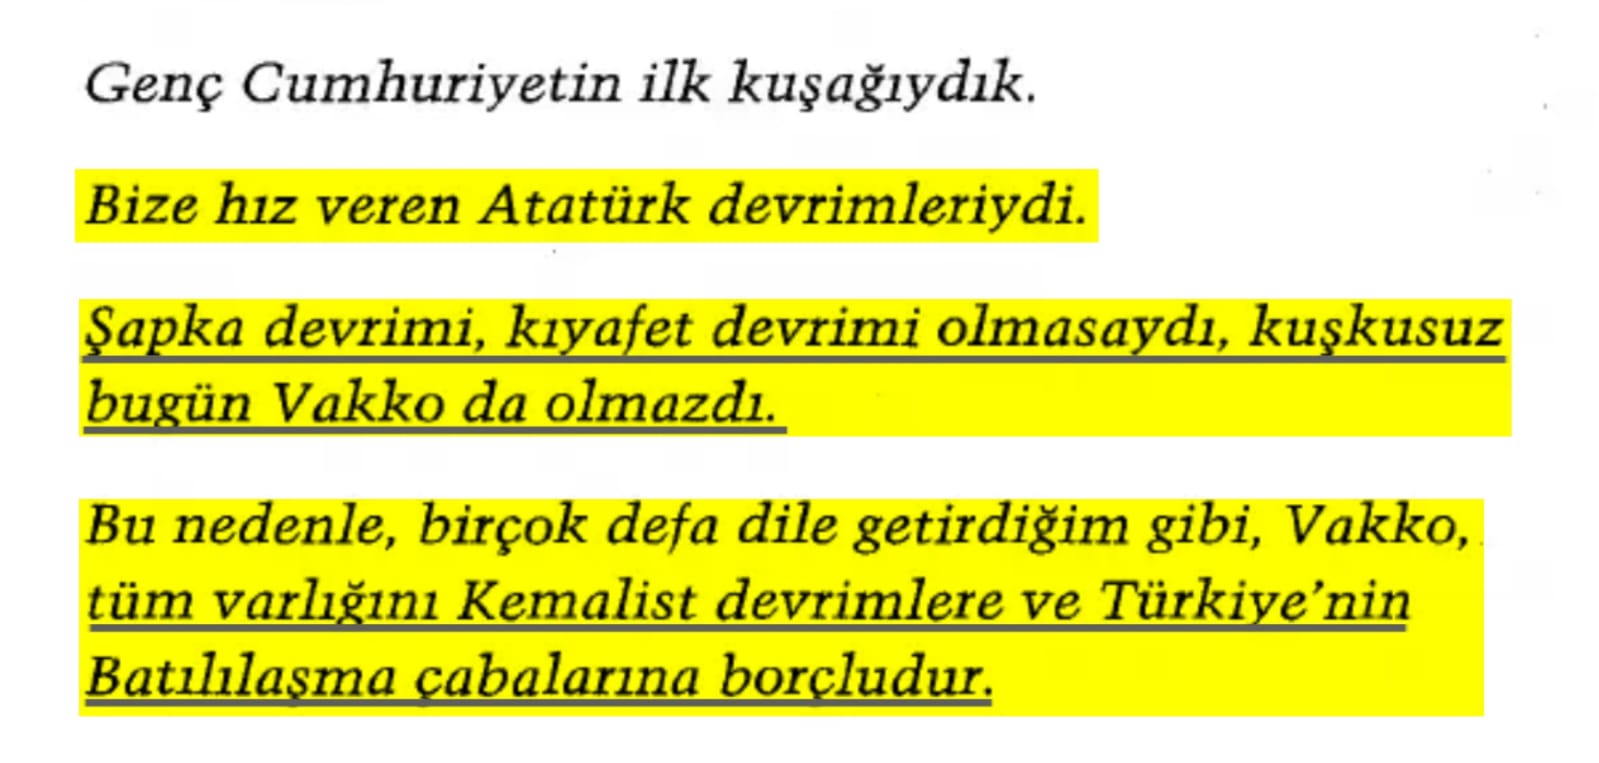 Genç Cumhuriyetin ilk kuşağıydık.
Bize hız veren Atatürk devrimleriydi.
Şapka devrimi, kıyafet devrimi olmasaydı, kuşkusuz
bugün Vakko da olmazdı.
Bu nedenle, birçok defa dile getirdiğim gibi, Vakko,
tüm varlığını Kemalist devrimlere ve Türkiye'nin
Batılılaşma çabalarına borçludur.